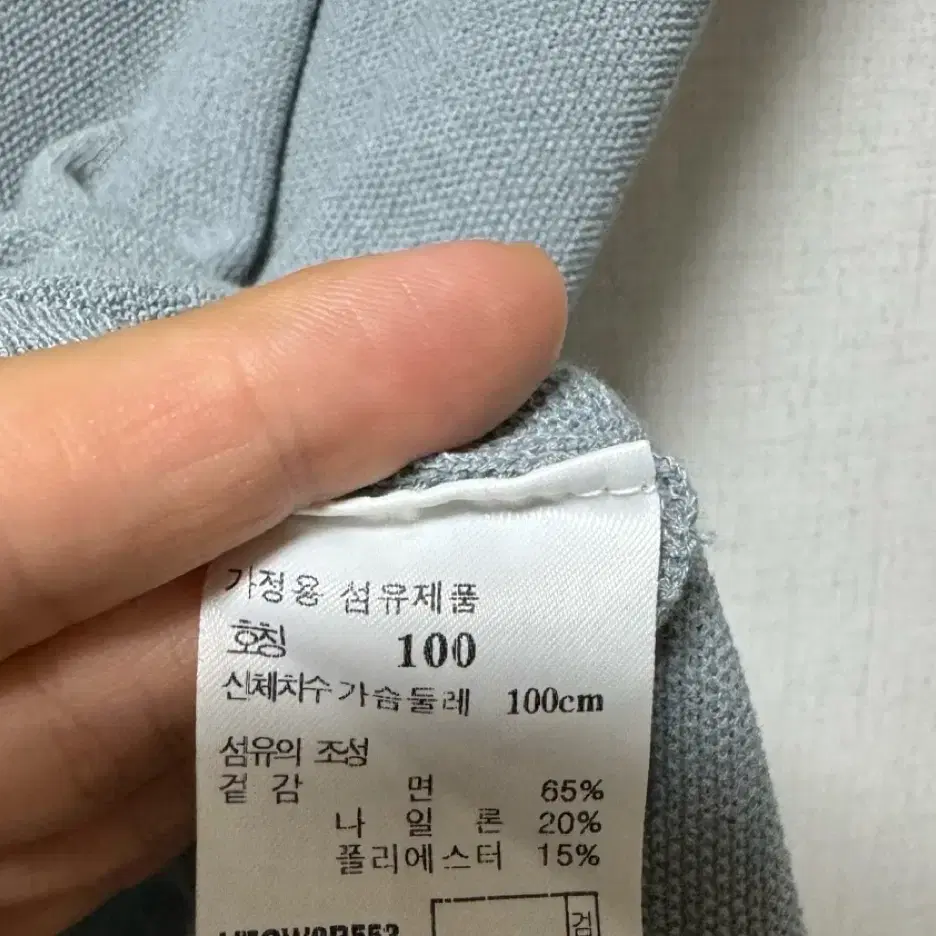 가정용 섬유제품
호칭 100
신체치수 가슴둘레 100cm
섬유의 조성
겉감 면 65%
나일론 20%
폴리에스터 15%
검